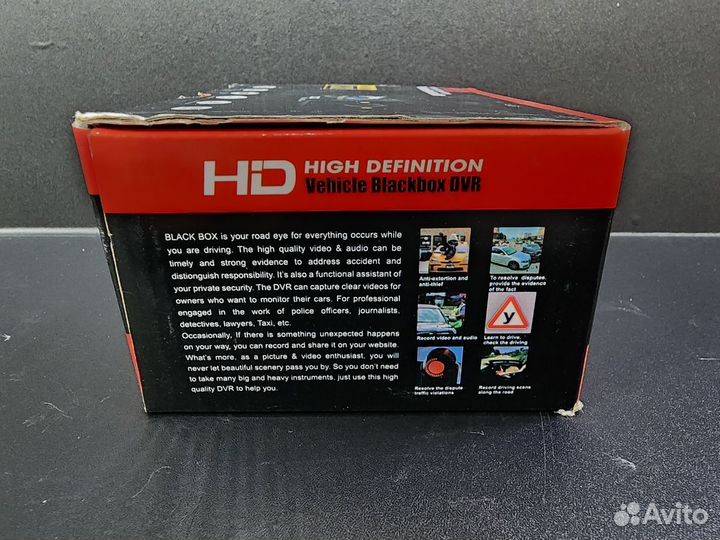 HD HIGH DEFINITION
Vehicle Blackbox DVR
BLACK BOX is your road eye for everything occurs while
you are driving. The high quality video & audio can be
timely and strong evidence to address accident and
distionguish responsibility. It's also a functional assistant of
your private security. The DVR can capture clear videos for
owners who want to monitor their cars. For professional
engaged in the work of police officers, journalists,
detectives, lawyers, Taxi, etc.
Occasionally, If there is something unexpected happens
on your way, you can record and share it on your website.
What's more, as a picture & video enthusiast, you will
never let beautiful scenery pass you by. So you don't need
to take many big and heavy instruments, just use this high
quality DVR to help you.
Anti-extortion and
anti-thief
To resolve disputes,
provide the evidence
of the fact
Record video and audio
У
Learn to drive,
check the driving
Resolve the dispute
traffic violations
Record driving scens
along the road
Avito